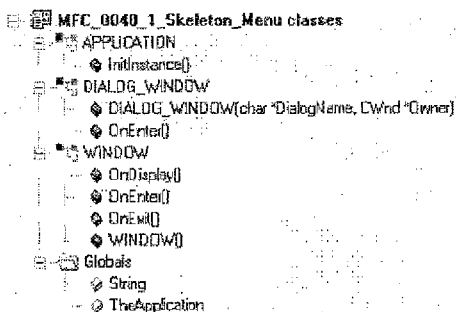 MFC_0040_1_Skeleton_Menu classes
APPLICATION
InitInstance()
DIALOG_WINDOW
DIALOG_WINDOW(char *DialogName, CWnd *Owner)
OnEnter()
WINDOW
OnDisplay()
OnEnter()
OnExit()
WINDOW()
Globals
String
TheApplication